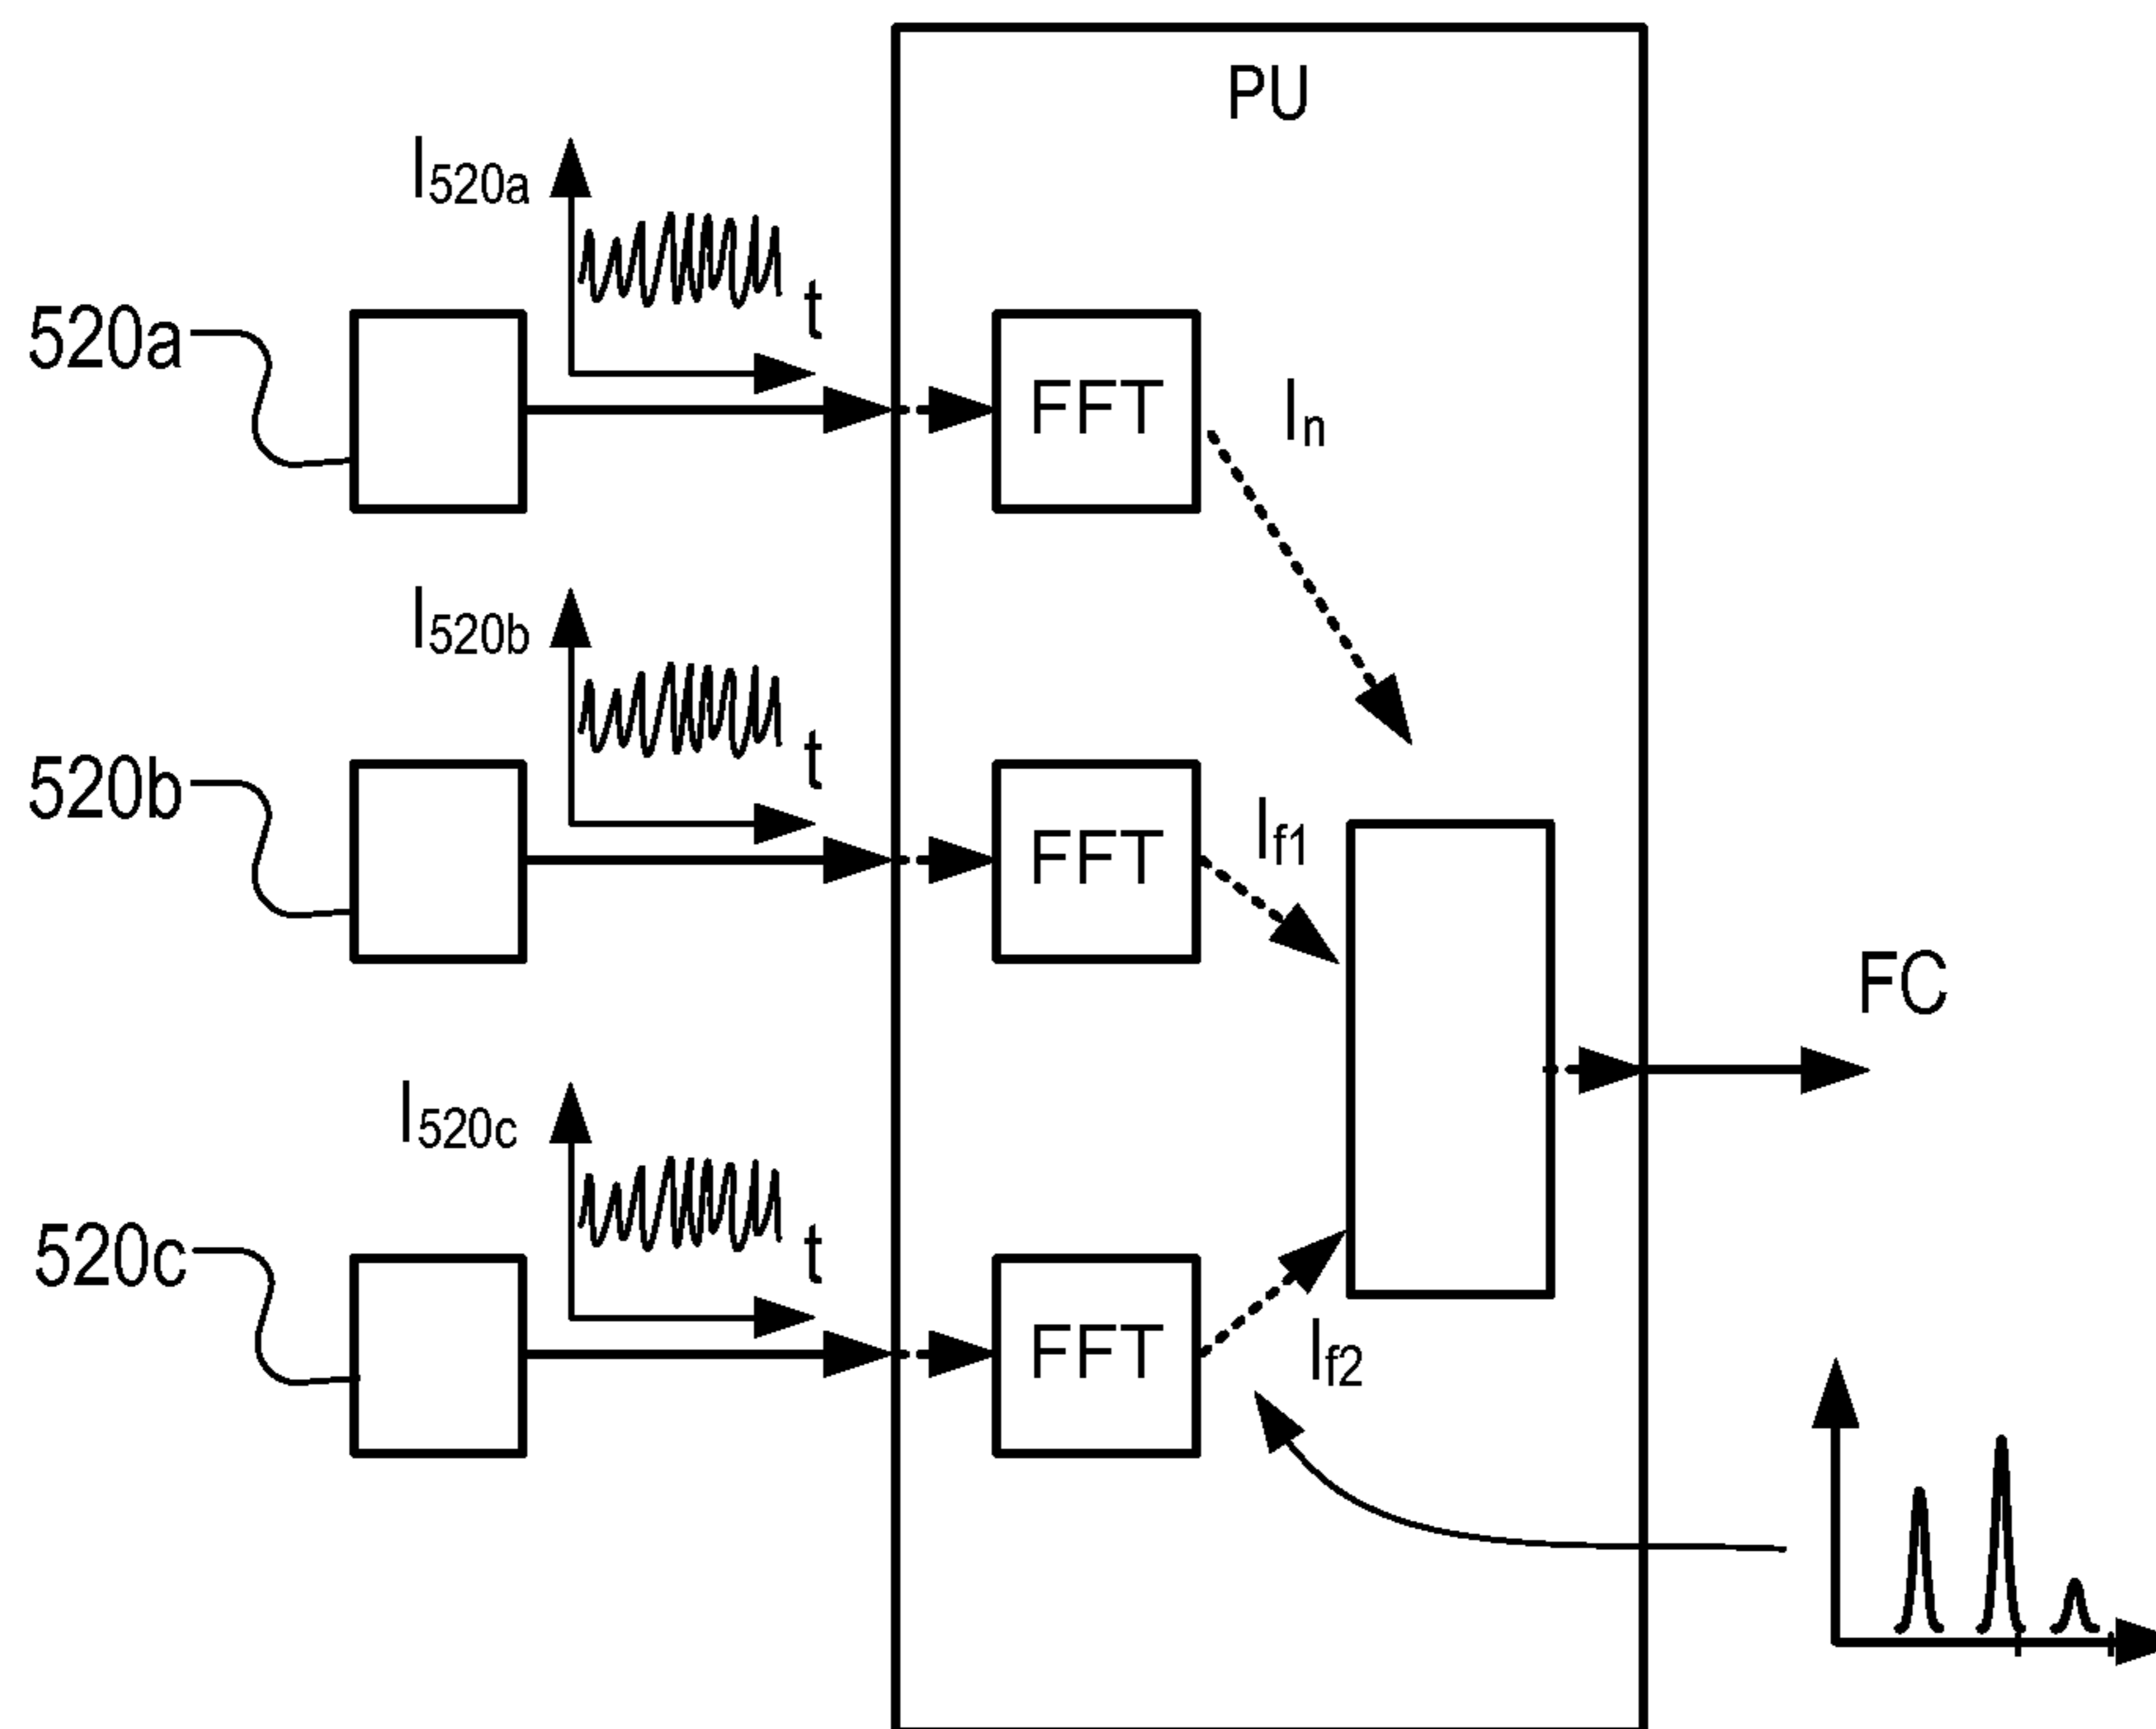 PU
I520a
t
520a
FFT
In
I520b
t
520b
FFT
If1
FC
I520c
t
520c
FFT
If2